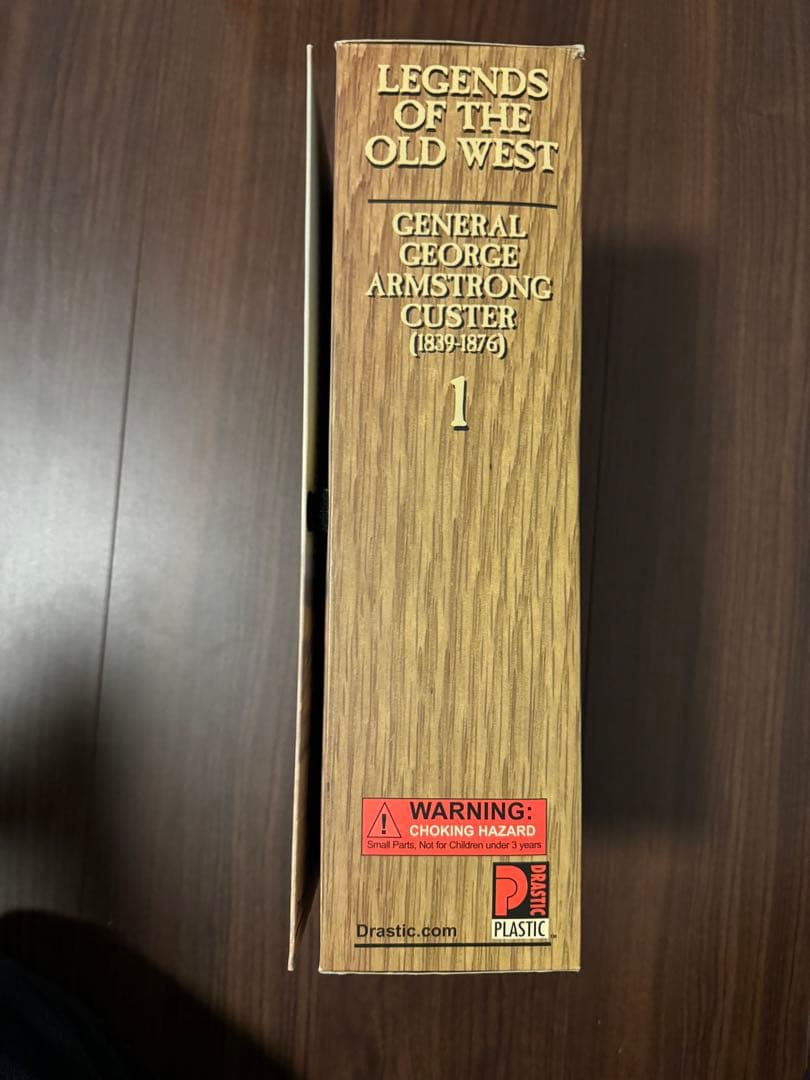 LEGENDS
OF THE
OLD WEST
GENERAL
GEORGE
ARMSTRONG
CUSTER
(1839-1876)
1
WARNING:
CHOKING HAZARD
Small Parts, Not for Children under 3 years
DRASTIC
PLASTIC™
Drastic.com